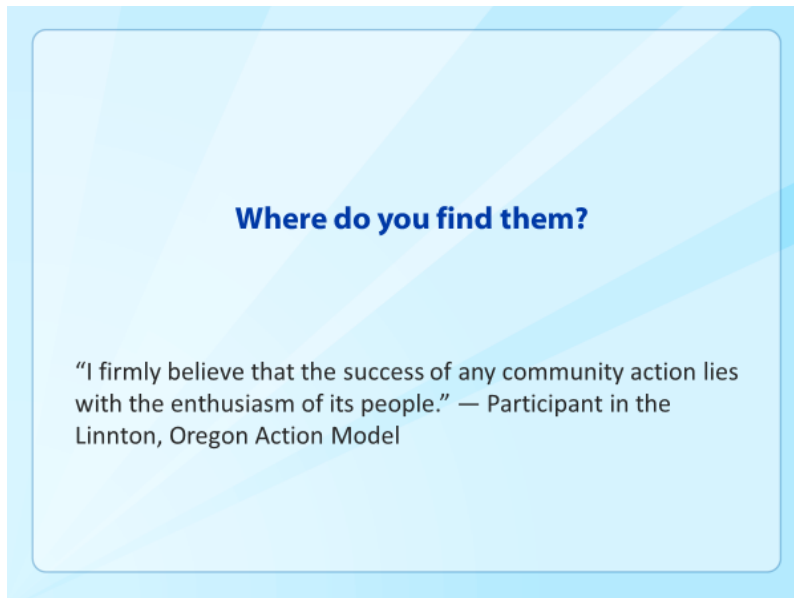 Where do you find them?
“I firmly believe that the success of any community action lies
with the enthusiasm of its people.” — Participant in the
Linnton, Oregon Action Model